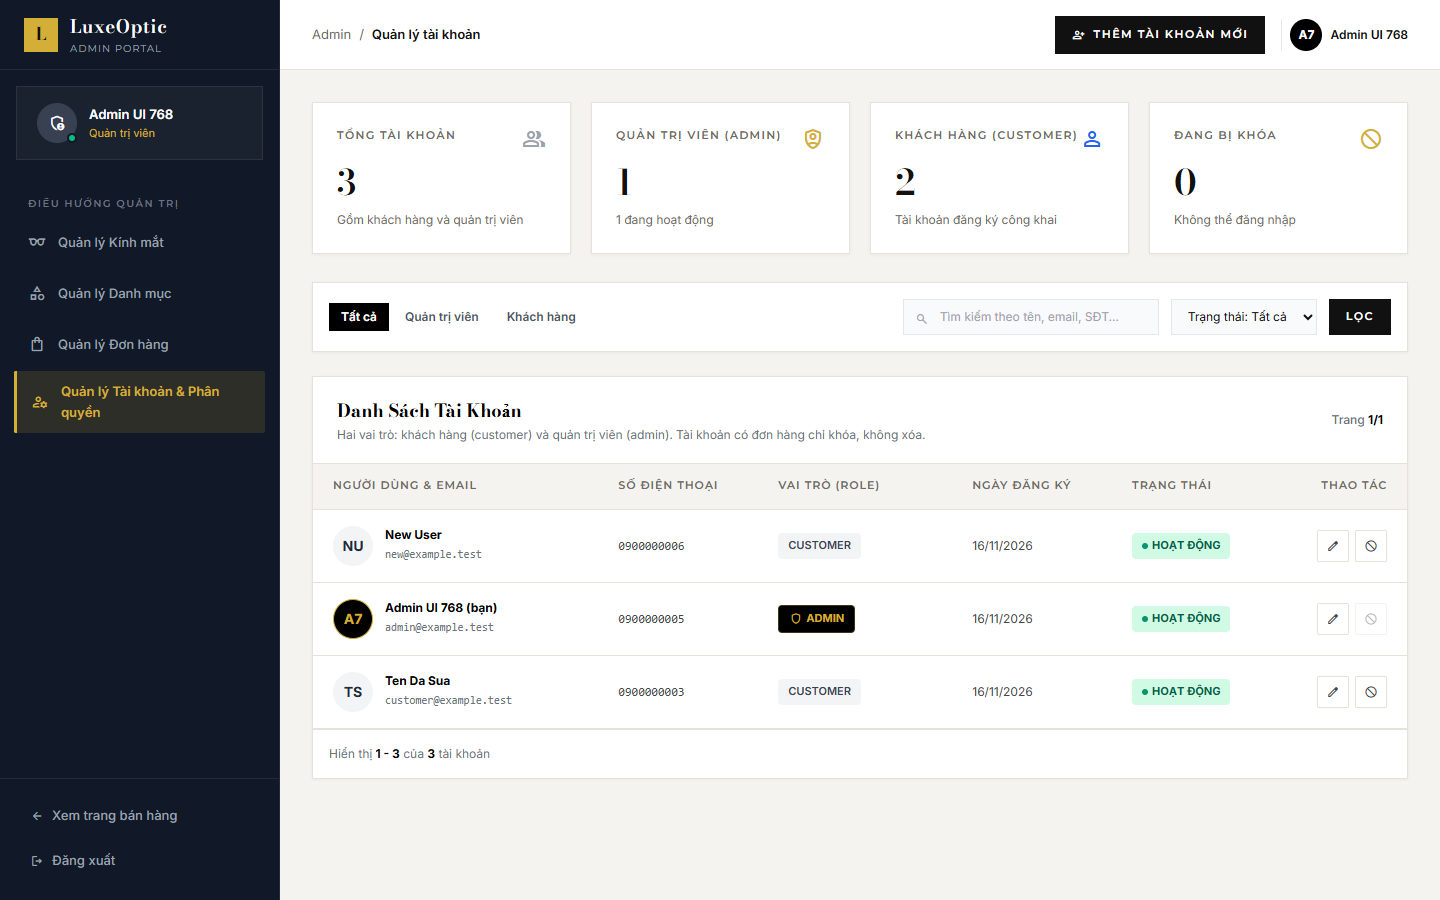 L
LuxeOptic
ADMIN PORTAL
Admin UI 768
Quản trị viên
ĐIỀU HƯỚNG QUẢN TRỊ
Quản lý Kính mắt
Quản lý Danh mục
Quản lý Đơn hàng
Quản lý Tài khoản & Phân
quyền
Xem trang bán hàng
Đăng xuất
Admin / Quản lý tài khoản
THÊM TÀI KHOẢN MỚI
A7 Admin UI 768
TỔNG TÀI KHOẢN
3
Gồm khách hàng và quản trị viên
QUẢN TRỊ VIÊN (ADMIN)
1
1 đang hoạt động
KHÁCH HÀNG (CUSTOMER)
2
Tài khoản đăng ký công khai
ĐANG BỊ KHÓA
0
Không thể đăng nhập
Tất cả Quản trị viên Khách hàng
Tìm kiếm theo tên, email, SĐT...
Trạng thái: Tất cả
LỌC
Danh Sách Tài Khoản
Hai vai trò: khách hàng (customer) và quản trị viên (admin). Tài khoản có đơn hàng chỉ khóa, không xóa.
Trang 1/1
NGƯỜI DÙNG & EMAIL SỐ ĐIỆN THOẠI VAI TRÒ (ROLE) NGÀY ĐĂNG KÝ TRẠNG THÁI THAO TÁC
NU New User
new@example.test
0900000006 CUSTOMER 16/11/2026 HOẠT ĐỘNG
A7 Admin UI 768 (bạn)
admin@example.test
0900000005 ADMIN 16/11/2026 HOẠT ĐỘNG
TS Ten Da Sua
customer@example.test
0900000003 CUSTOMER 16/11/2026 HOẠT ĐỘNG
Hiển thị 1 - 3 của 3 tài khoản